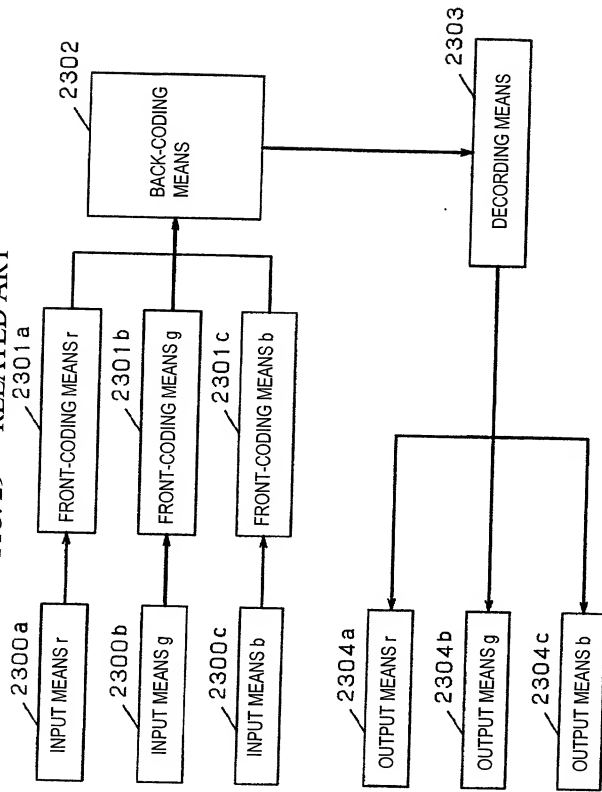 FIG. 29 RELATED ART
2300a
INPUT MEANS r
2301a
FRONT-CODING MEANS r
2300b
INPUT MEANS g
2301b
FRONT-CODING MEANS g
2300c
INPUT MEANS b
2301c
FRONT-CODING MEANS b
2302
BACK-CODING
MEANS
2303
DECORDING MEANS
2304a
OUTPUT MEANS r
2304b
OUTPUT MEANS g
2304c
OUTPUT MEANS b